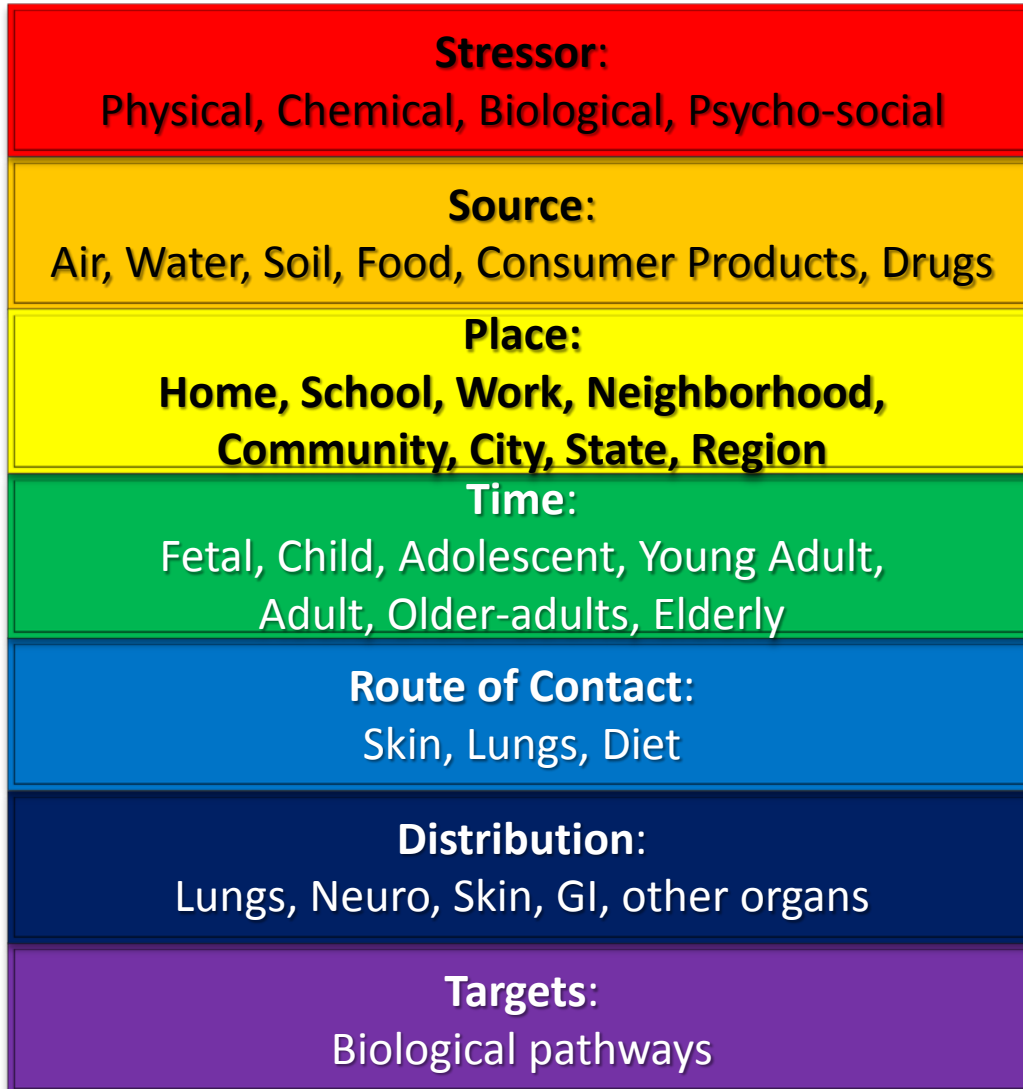 Stressor:
Physical, Chemical, Biological, Psycho-social
Source:
Air, Water, Soil, Food, Consumer Products, Drugs
Place:
Home, School, Work, Neighborhood,
Community, City, State, Region
Time:
Fetal, Child, Adolescent, Young Adult,
Adult, Older-adults, Elderly
Route of Contact:
Skin, Lungs, Diet
Distribution:
Lungs, Neuro, Skin, GI, other organs
Targets:
Biological pathways